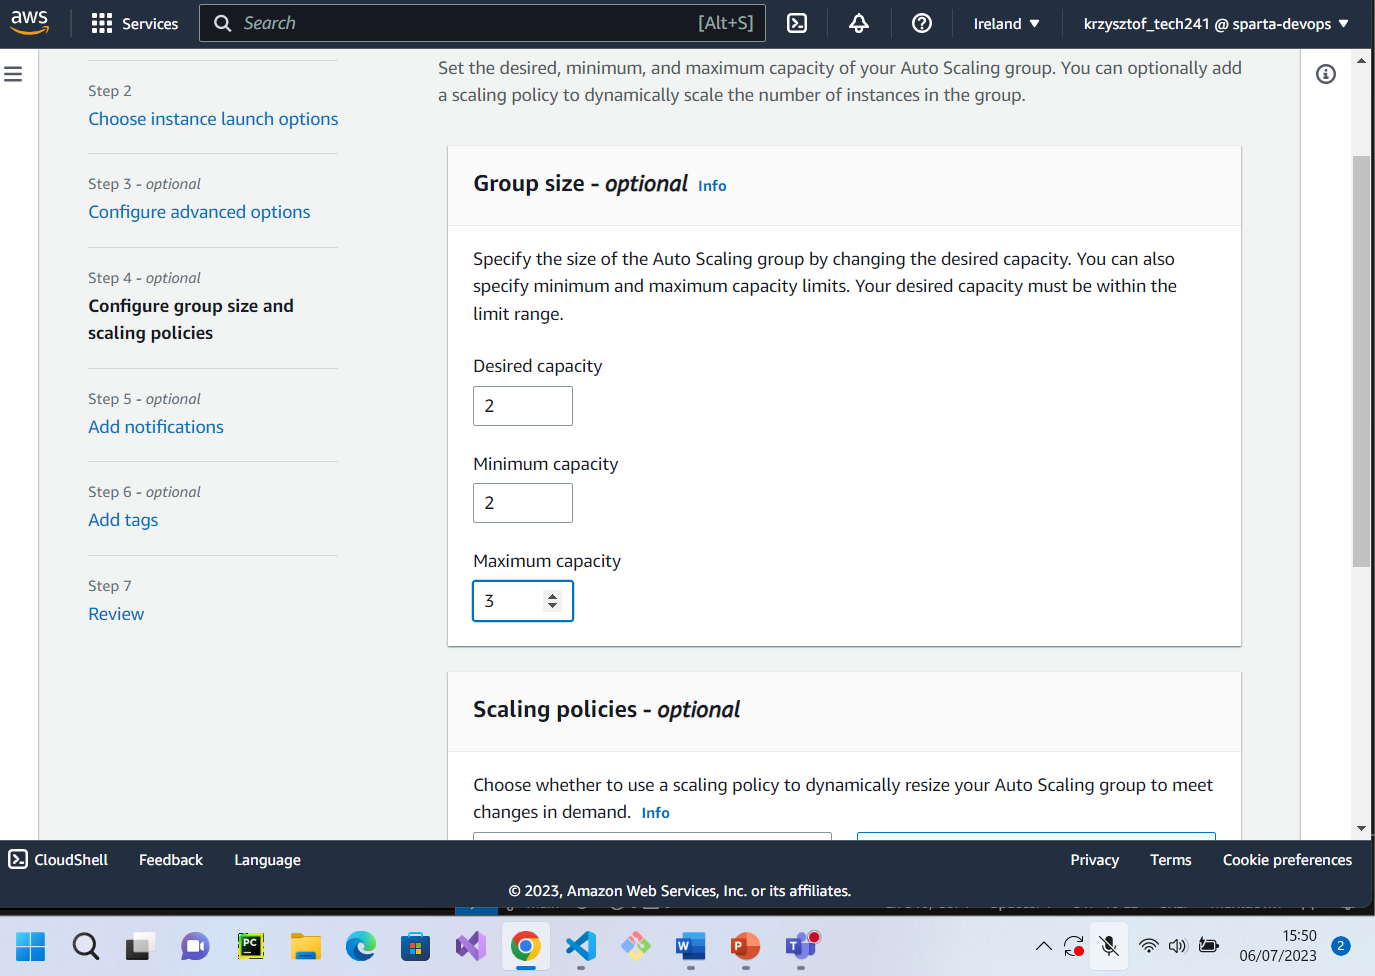 aws
Services
Search
[Alt+S]
Ireland
krzysztof_tech241 @ sparta-devops
Step 2
Choose instance launch options
Step 3 - optional
Configure advanced options
Step 4 - optional
Configure group size and
scaling policies
Step 5 - optional
Add notifications
Step 6 - optional
Add tags
Step 7
Review
Set the desired, minimum, and maximum capacity of your Auto Scaling group. You can optionally add
a scaling policy to dynamically scale the number of instances in the group.
Group size - optional Info
Specify the size of the Auto Scaling group by changing the desired capacity. You can also
specify minimum and maximum capacity limits. Your desired capacity must be within the
limit range.
Desired capacity
2
Minimum capacity
2
Maximum capacity
3
Scaling policies - optional
Choose whether to use a scaling policy to dynamically resize your Auto Scaling group to meet
changes in demand. Info
CloudShell
Feedback
Language
Privacy
Terms
Cookie preferences
© 2023, Amazon Web Services, Inc. or its affiliates.
PC
W
P
T
15:50
06/07/2023
2